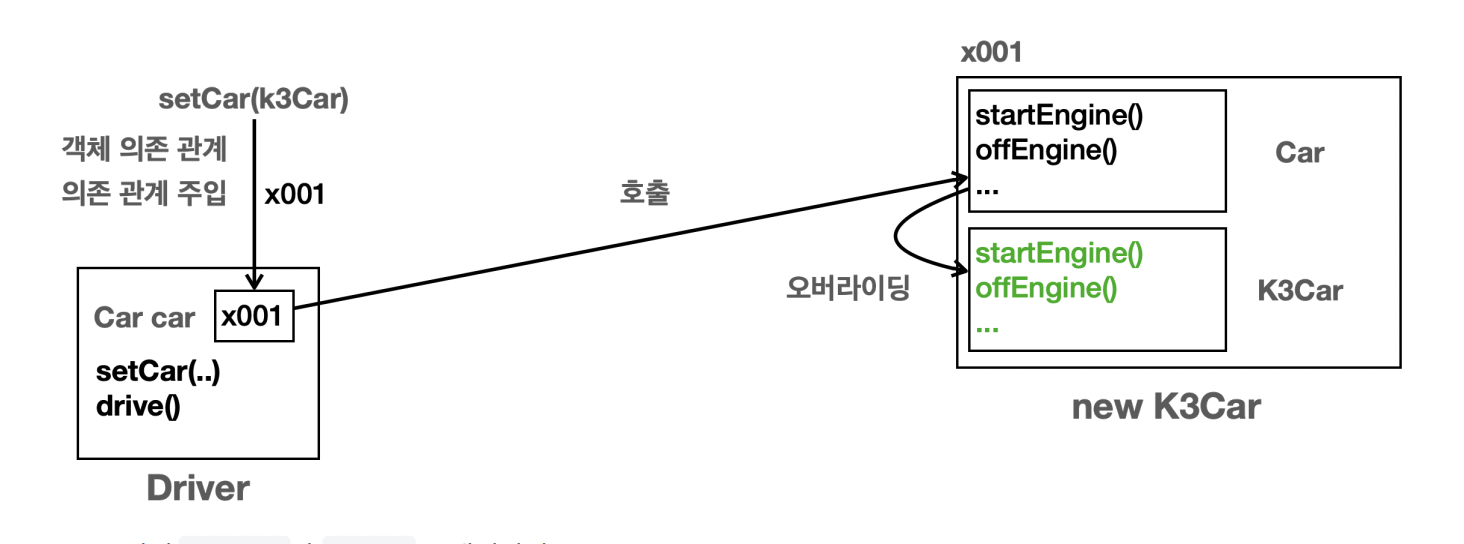 x001
setCar(k3Car)
객체 의존 관계
의존 관계 주입
x001
호출
startEngine()
offEngine()
...
Car
startEngine()
offEngine()
...
K3Car
오버라이딩
Car car
x001
setCar(..)
drive()
new K3Car
Driver